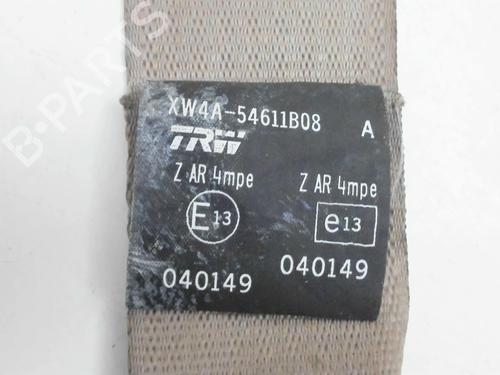 XW4A-54611B08 A
TRW
Z AR 4mpe Z AR 4mpe
E13 e13
040149 040149
B-Parts